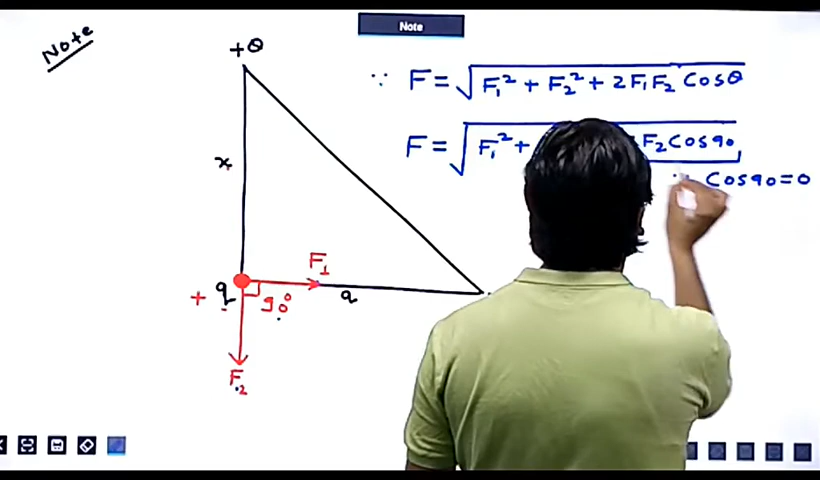 Note
Note
+θ
∵ F = √F₁² + F₂² + 2F₁F₂ Cosθ
F = √F₁² + F₂ Cos90
Cos90 = 0
x
F₁
+ q
90°
a
F₂